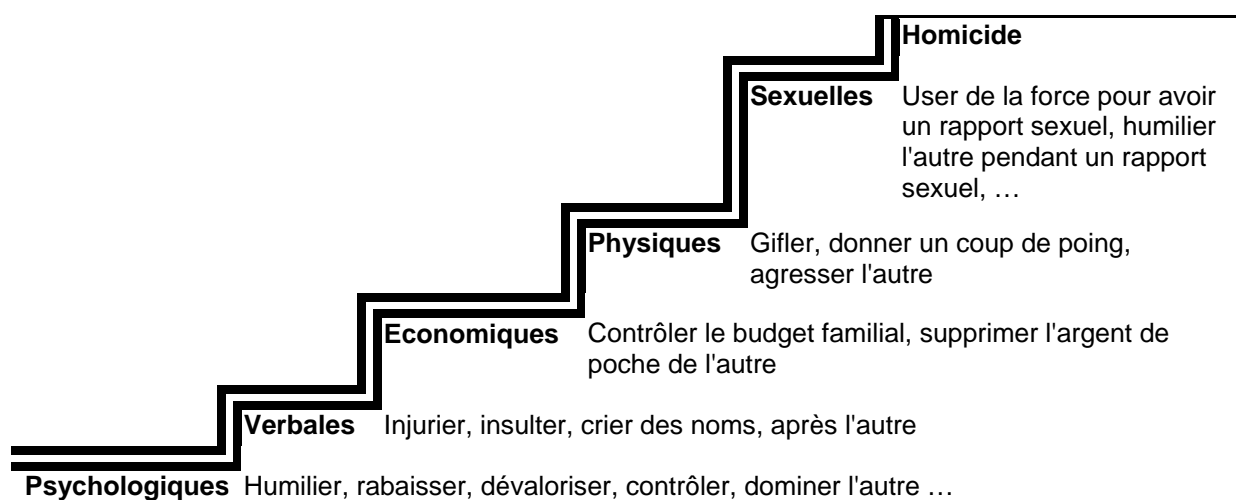 Homicide
Sexuelles User de la force pour avoir
un rapport sexuel, humilier
l'autre pendant un rapport
sexuel, …
Physiques Gifler, donner un coup de poing,
agresser l'autre
Economiques Contrôler le budget familial, supprimer l'argent de
poche de l'autre
Verbales Injurier, insulter, crier des noms, après l'autre
Psychologiques Humilier, rabaisser, dévaloriser, contrôler, dominer l'autre …